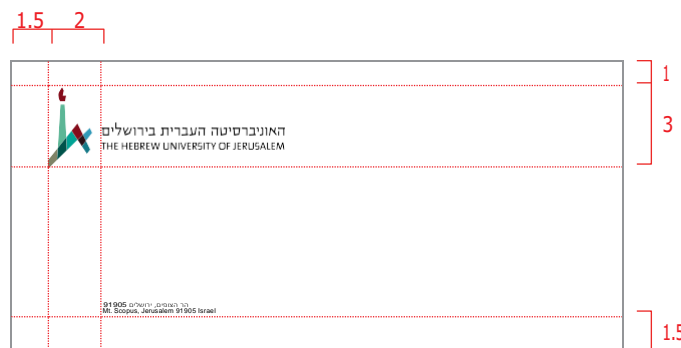 1.5 2
1
3
האוניברסיטה העברית בירושלים
THE HEBREW UNIVERSITY OF JERUSALEM
הר הצופים, ירושלים 91905
Mt. Scopus, Jerusalem 91905 Israel
1.5